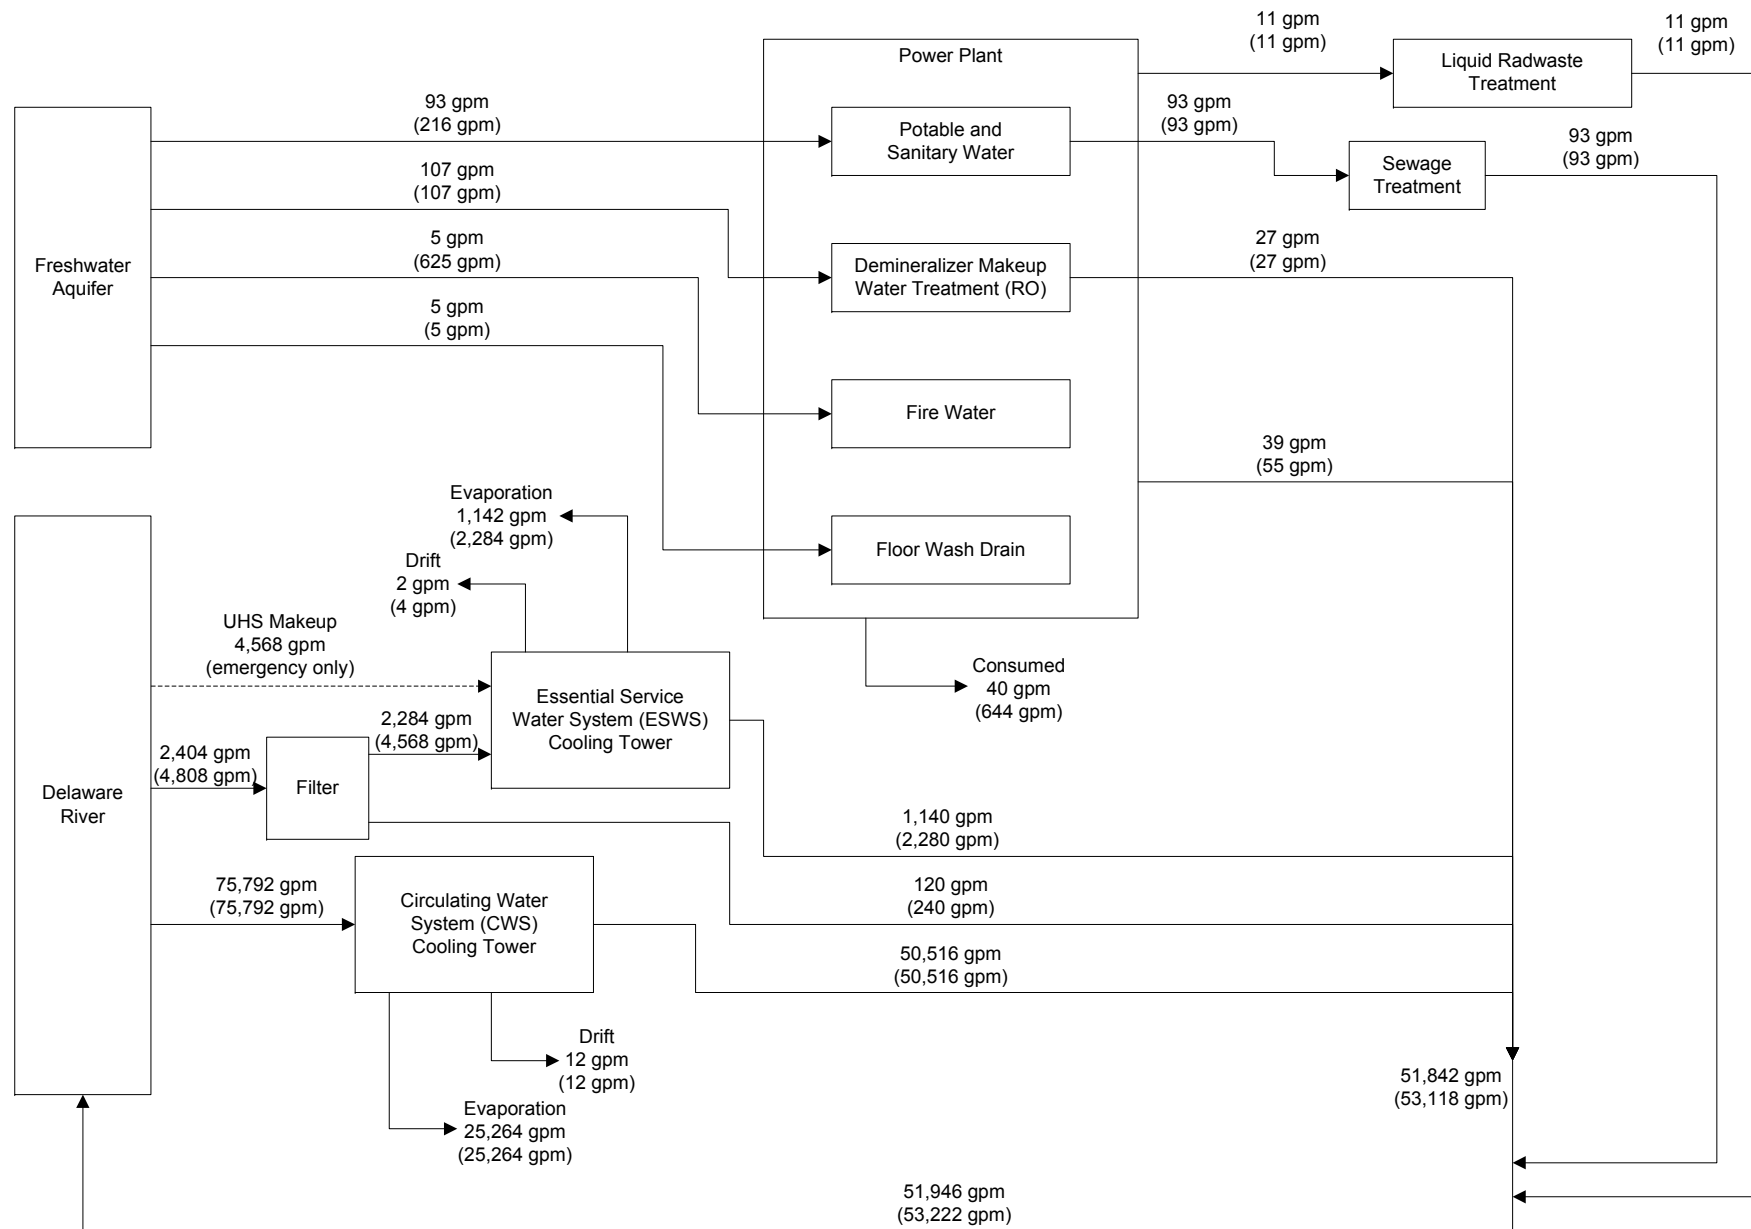 11 gpm
(11 gpm)
11 gpm
(11 gpm)
Power Plant
Liquid Radwaste
Treatment
93 gpm
(216 gpm)
Potable and
Sanitary Water
93 gpm
(93 gpm)
93 gpm
(93 gpm)
Sewage
Treatment
107 gpm
(107 gpm)
5 gpm
(625 gpm)
5 gpm
(5 gpm)
Freshwater
Aquifer
Demineralizer Makeup
Water Treatment (RO)
27 gpm
(27 gpm)
Fire Water
39 gpm
(55 gpm)
Floor Wash Drain
Evaporation
1,142 gpm
(2,284 gpm)
Drift
2 gpm
(4 gpm)
UHS Makeup
4,568 gpm
(emergency only)
Consumed
40 gpm
(644 gpm)
Essential Service
Water System (ESWS)
Cooling Tower
2,284 gpm
(4,568 gpm)
2,404 gpm
(4,808 gpm)
Filter
Delaware
River
1,140 gpm
(2,280 gpm)
75,792 gpm
(75,792 gpm)
Circulating Water
System (CWS)
Cooling Tower
120 gpm
(240 gpm)
50,516 gpm
(50,516 gpm)
Drift
12 gpm
(12 gpm)
Evaporation
25,264 gpm
(25,264 gpm)
51,842 gpm
(53,118 gpm)
51,946 gpm
(53,222 gpm)